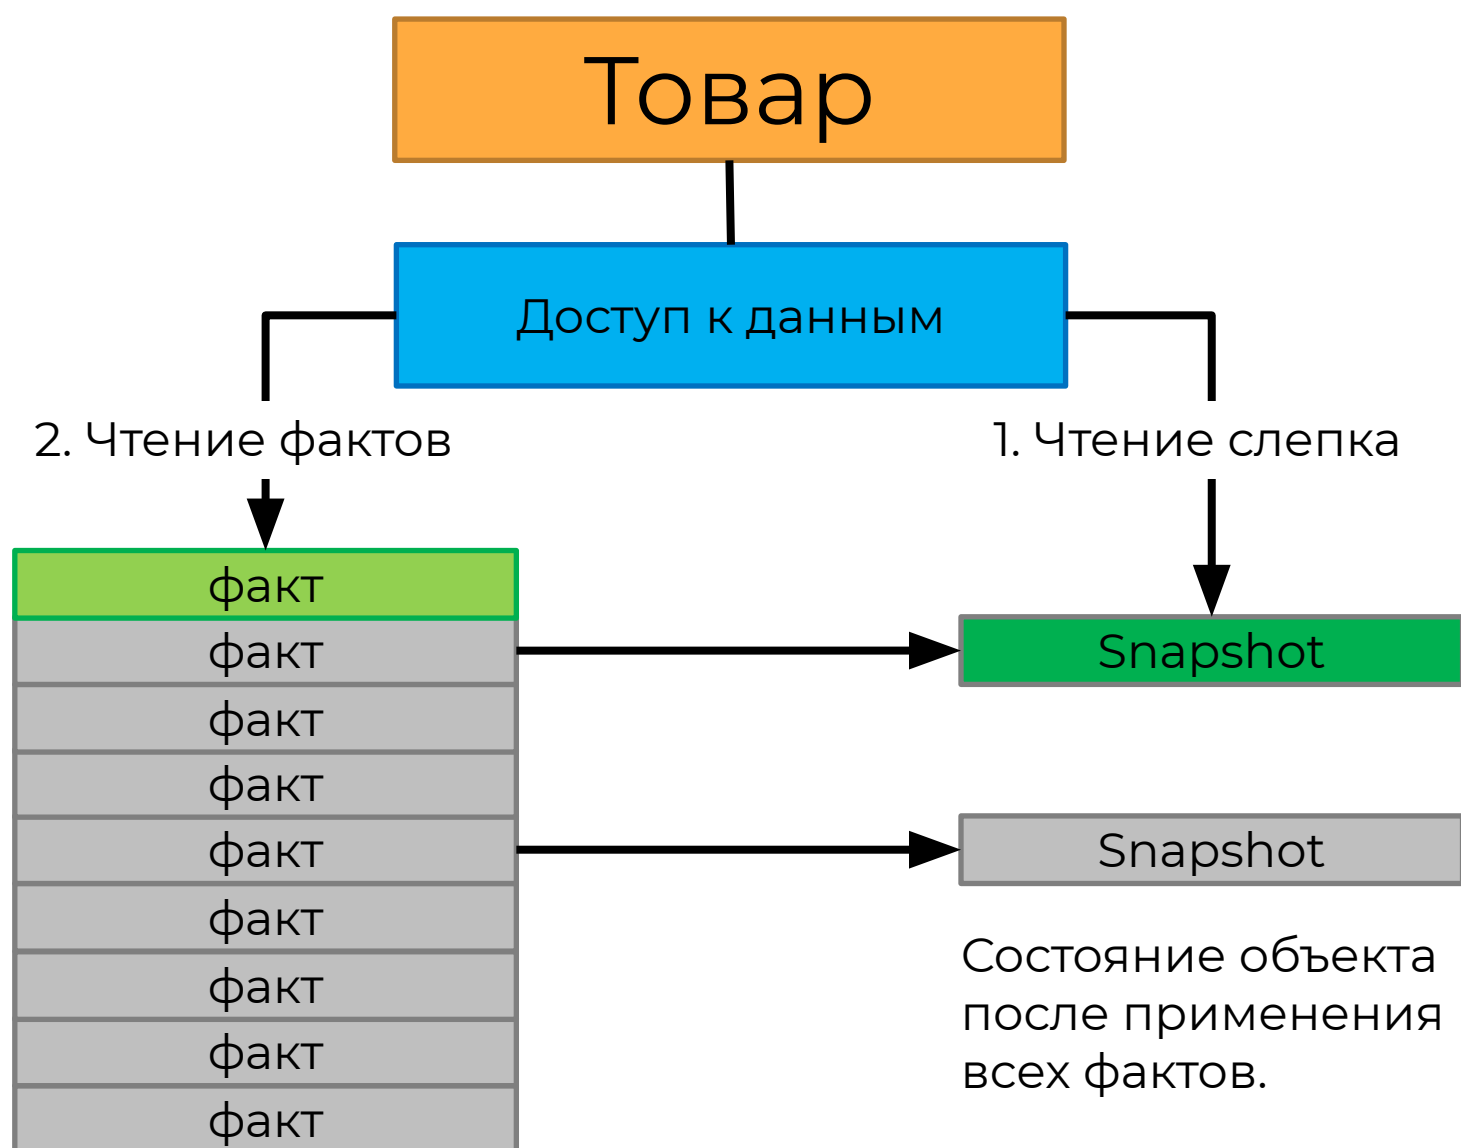 Товар
Доступ к данным
2. Чтение фактов
1. Чтение слепка
факт
факт
Snapshot
факт
факт
факт
Snapshot
факт
факт
факт
факт
Состояние объекта
после применения
всех фактов.